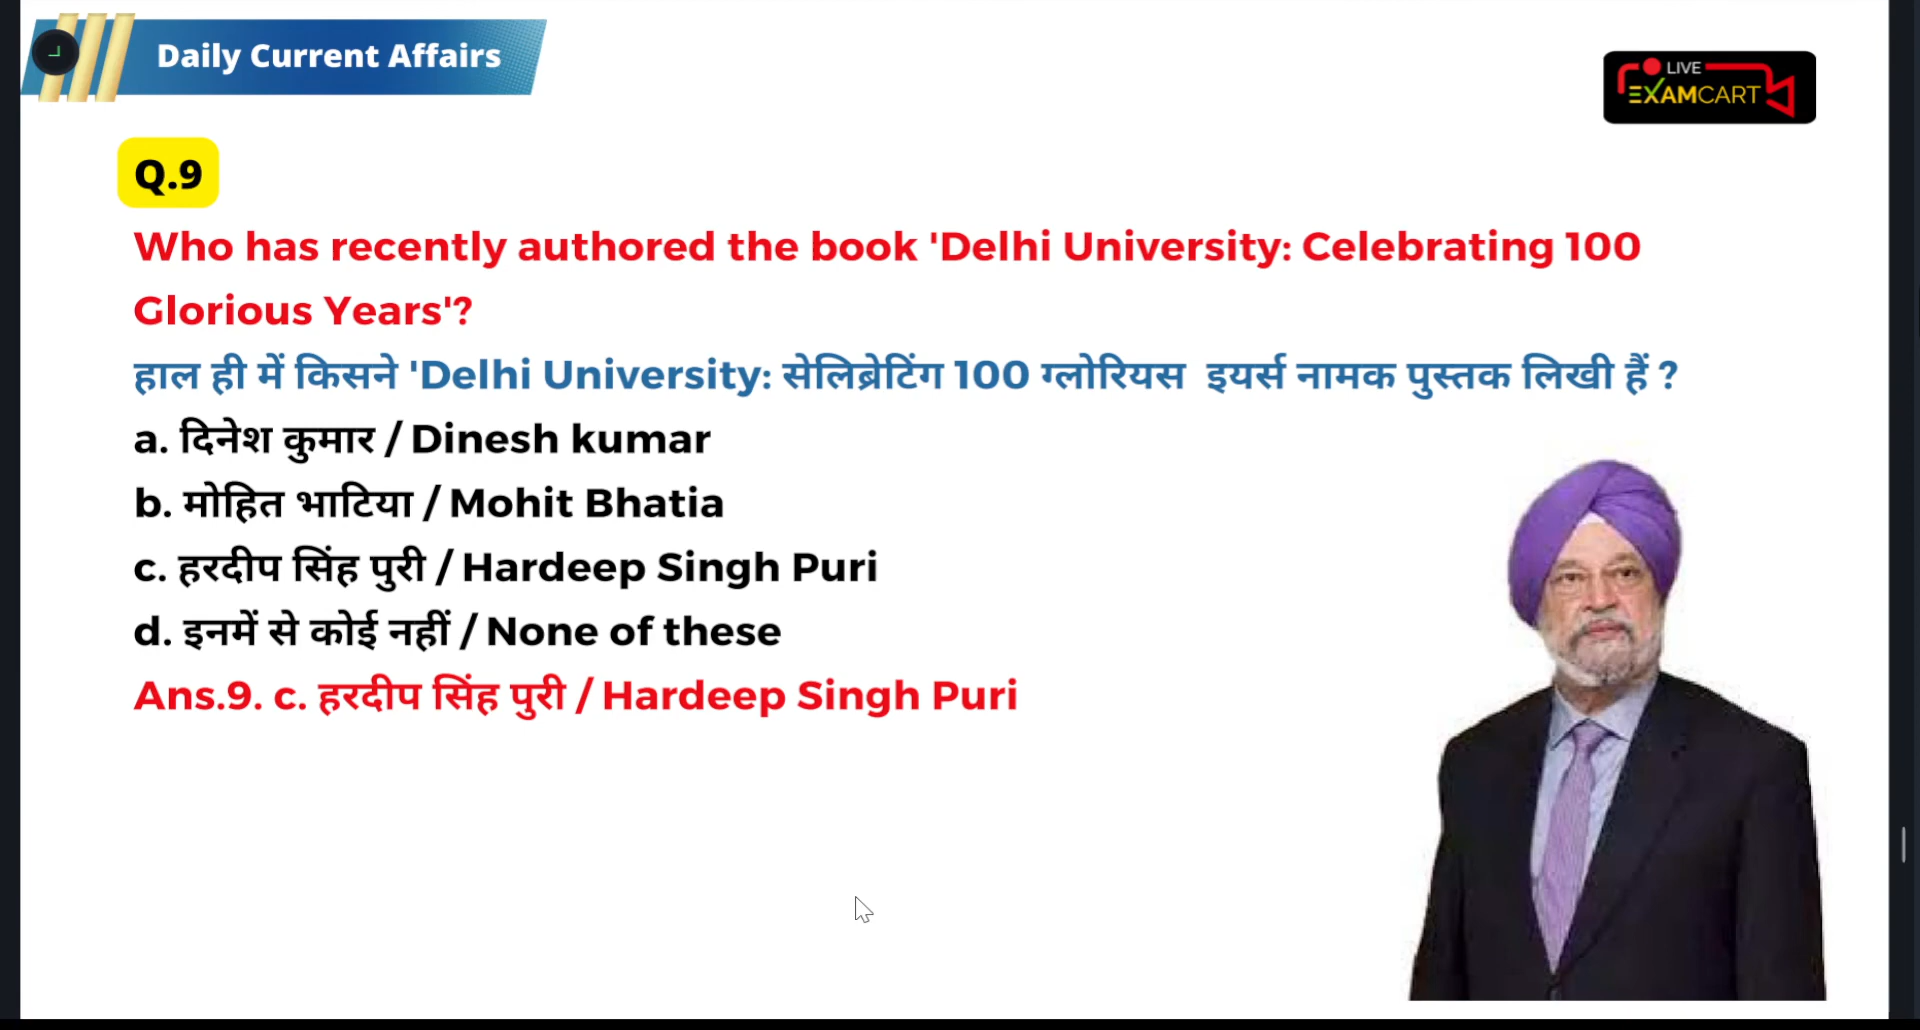 Daily Current Affairs
LIVE
EXAMCART
Q.9
Who has recently authored the book 'Delhi University: Celebrating 100
Glorious Years'?
हाल ही में किसने 'Delhi University: सेलिब्रेटिंग 100 ग्लोरियस इयर्स नामक पुस्तक लिखी हैं ?
a. दिनेश कुमार / Dinesh kumar
b. मोहित भाटिया / Mohit Bhatia
c. हरदीप सिंह पुरी / Hardeep Singh Puri
d. इनमें से कोई नहीं / None of these
Ans.9. c. हरदीप सिंह पुरी / Hardeep Singh Puri